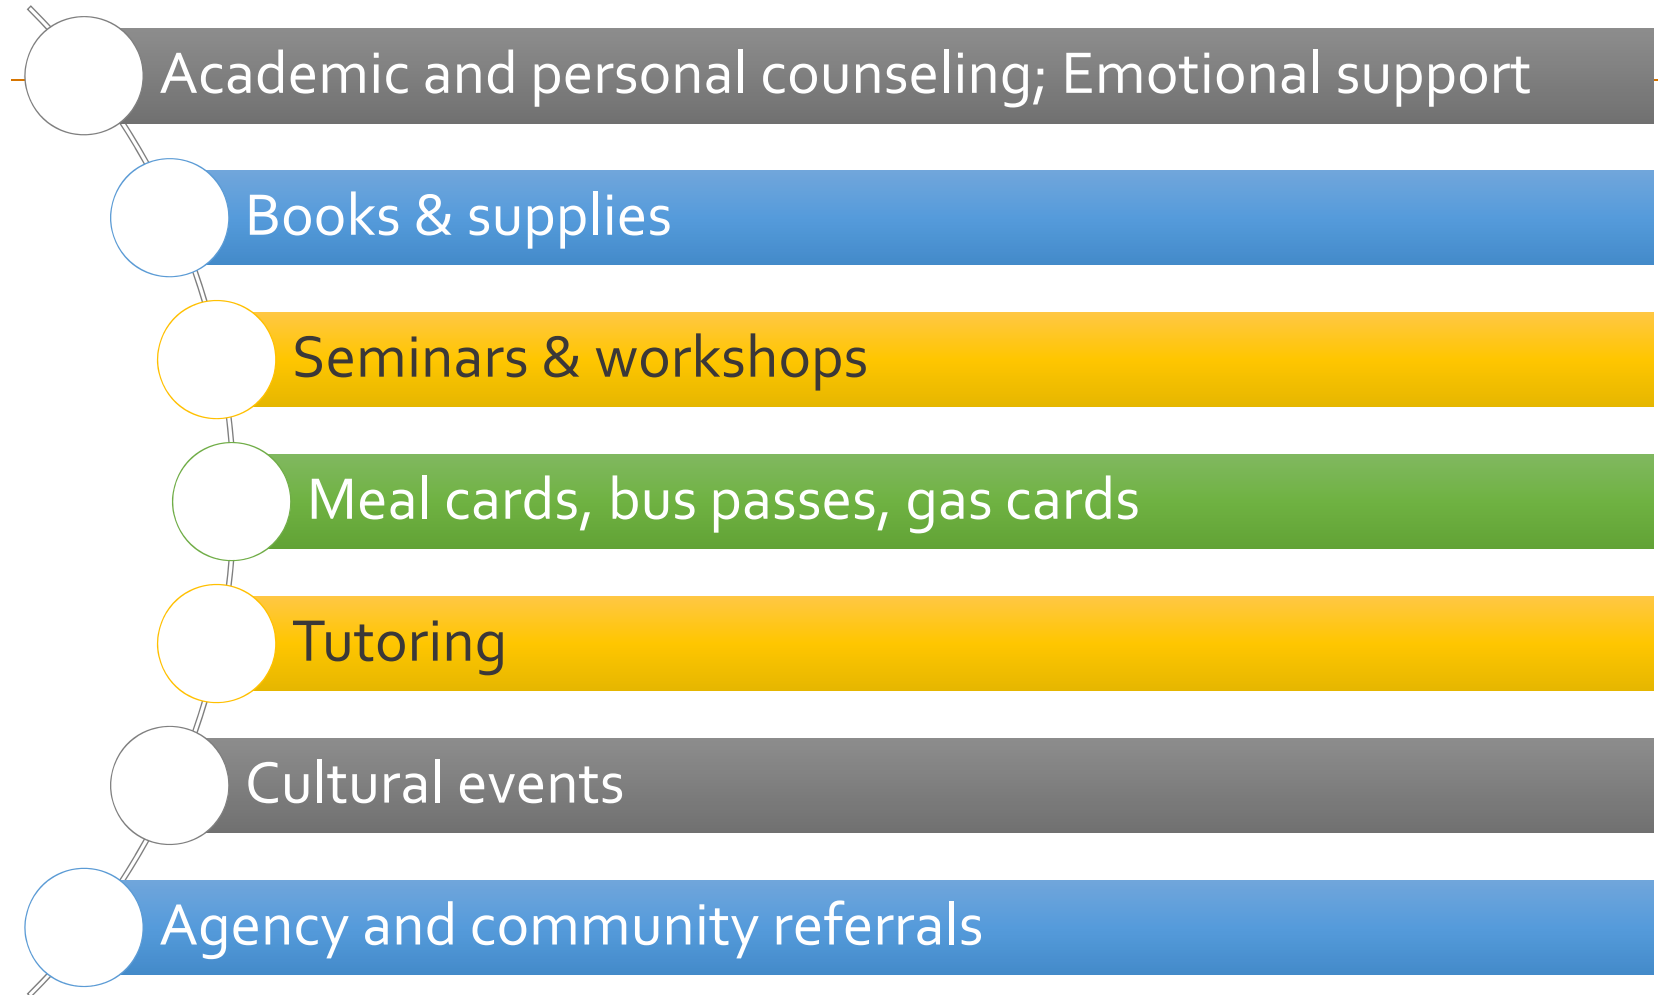 Academic and personal counseling; Emotional support
Books & supplies
Seminars & workshops
Meal cards, bus passes, gas cards
Tutoring
Cultural events
Agency and community referrals